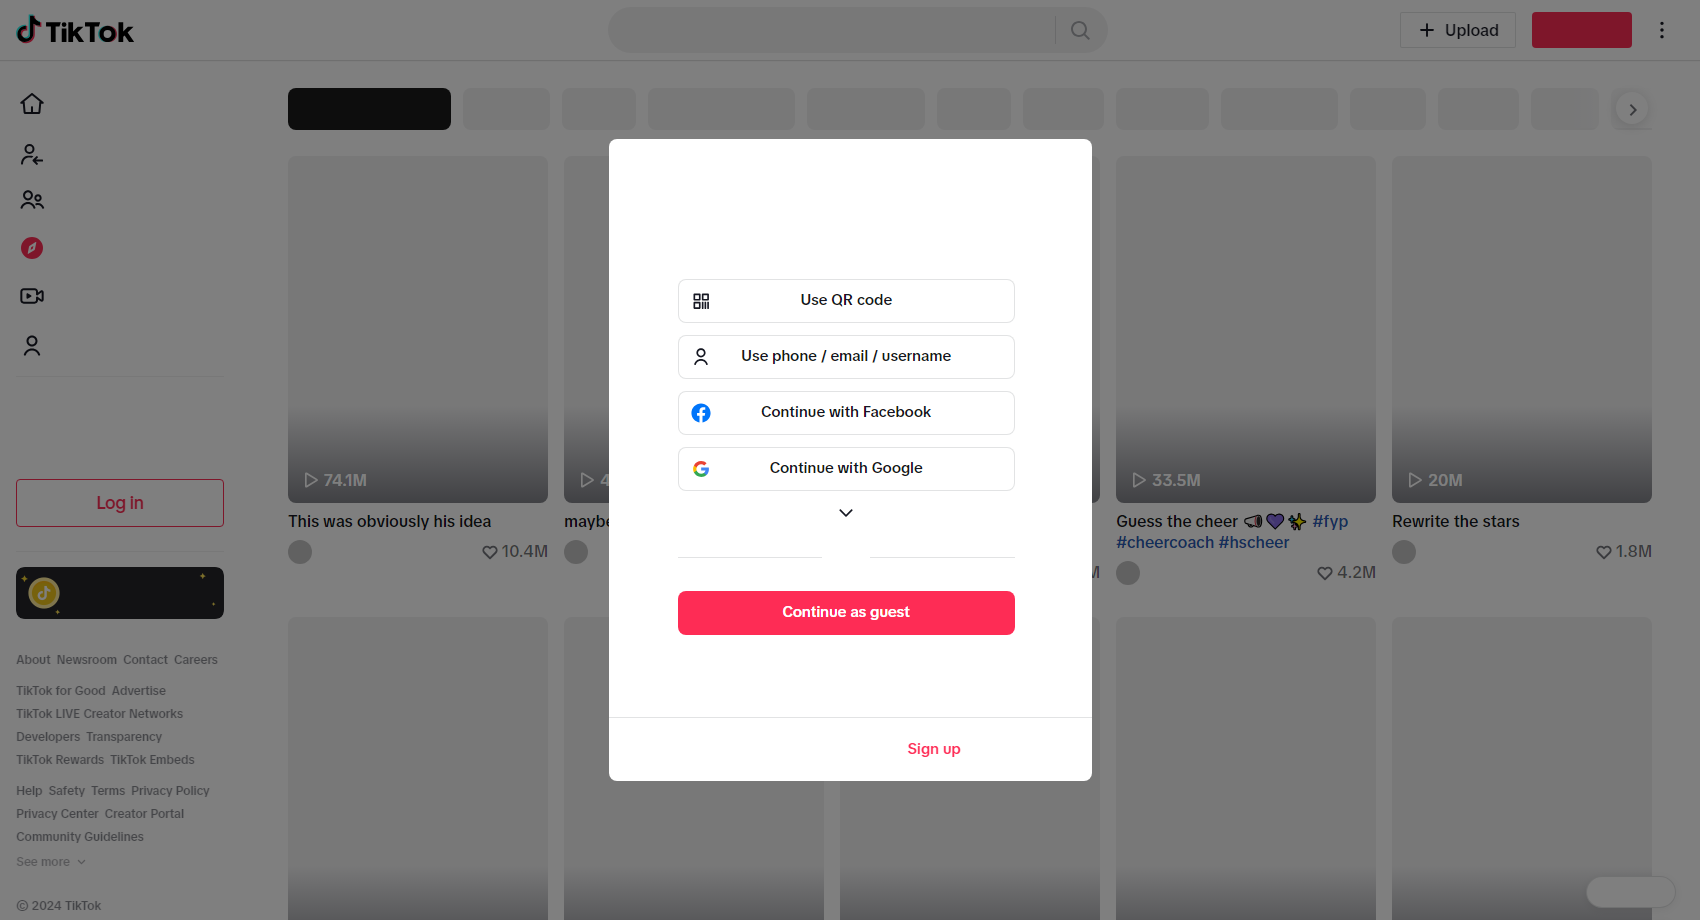 TikTok
Upload
Log in
About Newsroom Contact Careers
TikTok for Good Advertise
TikTok LIVE Creator Networks
Developers Transparency
TikTok Rewards TikTok Embeds
Help Safety Terms Privacy Policy
Privacy Center Creator Portal
Community Guidelines
See more
© 2024 TikTok
74.1M
This was obviously his idea
10.4M
33.5M
Guess the cheer 📣💜✨ #fyp
#cheercoach #hscheer
4.2M
20M
Rewrite the stars
1.8M
Use QR code
Use phone / email / username
Continue with Facebook
Continue with Google
Continue as guest
Sign up